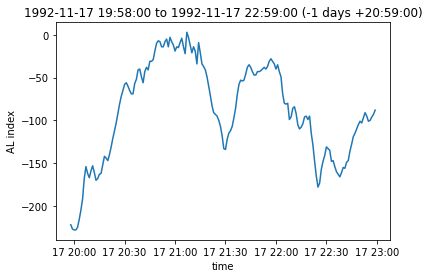 1992-11-17 19:58:00 to 1992-11-17 22:59:00 (-1 days +20:59:00)
0
−50
−100
−150
−200
AL index
17 20:00 17 20:30 17 21:00 17 21:30 17 22:00 17 22:30 17 23:00
time